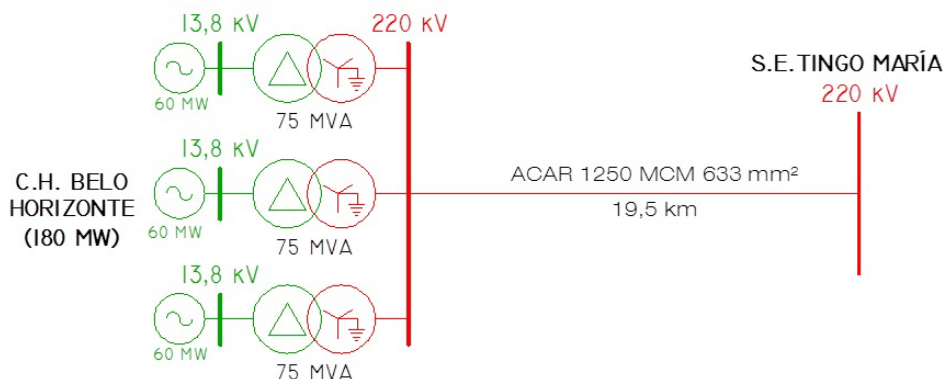 13,8 kV
220 kV
60 MW
75 MVA
S.E. TINGO MARÍA
220 kV
13,8 kV
60 MW
75 MVA
C.H. BELO
HORIZONTE
(180 MW)
ACAR 1250 MCM 633 mm²
19,5 km
13,8 kV
60 MW
75 MVA